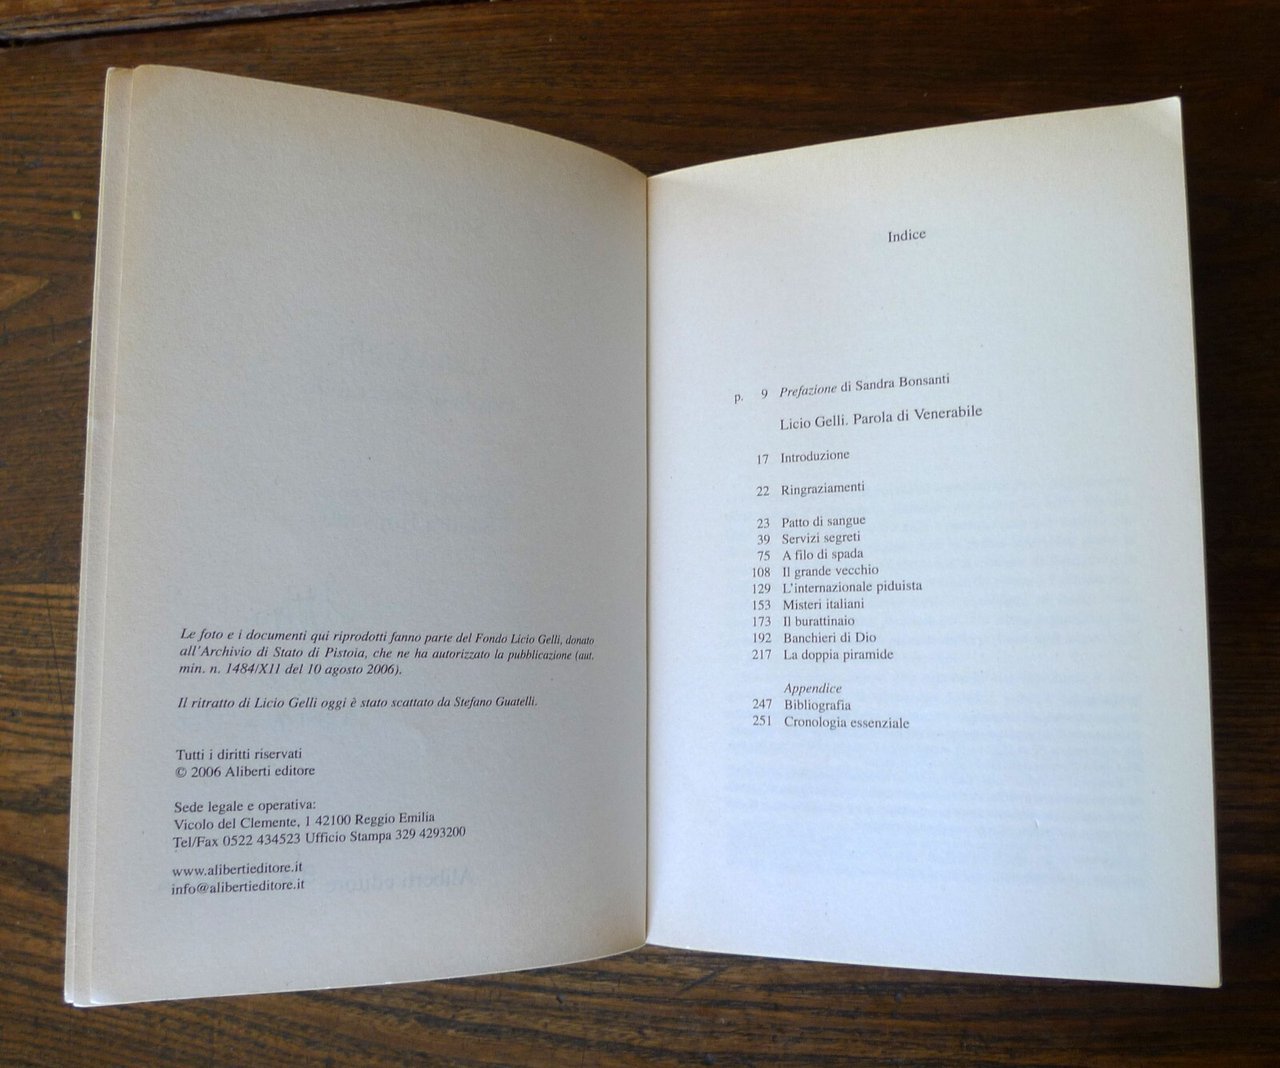 Le foto e i documenti qui riprodotti fanno parte del Fondo Licio Gelli, donato
all'Archivio di Stato di Pistoia, che ne ha autorizzato la pubblicazione (aut.
min. n. 1484/XII del 10 agosto 2006).
Il ritratto di Licio Gelli oggi è stato scattato da Stefano Guatelli.
Tutti i diritti riservati
© 2006 Aliberti editore
Sede legale e operativa:
Vicolo del Clemente, 1 42100 Reggio Emilia
Tel/Fax 0522 434523 Ufficio Stampa 329 4293200
www.alibertieditore.it
info@alibertieditore.it
Indice
p. 9 Prefazione di Sandra Bonsanti
Licio Gelli. Parola di Venerabile
17 Introduzione
22 Ringraziamenti
23 Patto di sangue
39 Servizi segreti
75 A filo di spada
108 Il grande vecchio
129 L'internazionale piduista
153 Misteri italiani
173 Il burattinaio
192 Banchieri di Dio
217 La doppia piramide
Appendice
247 Bibliografia
251 Cronologia essenziale